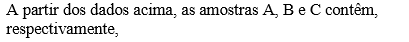 A partir dos dados acima, as amostras A, B e C contêm,
respectivamente,